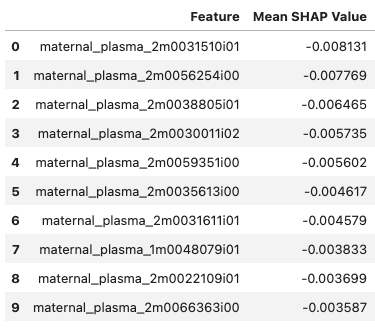 Feature Mean SHAP Value
0 maternal_plasma_2m0031510i01 -0.008131
1 maternal_plasma_2m0056254i00 -0.007769
2 maternal_plasma_2m0038805i01 -0.006465
3 maternal_plasma_2m0030011i02 -0.005735
4 maternal_plasma_2m0059351i00 -0.005602
5 maternal_plasma_2m0035613i00 -0.004617
6 maternal_plasma_2m0031611i01 -0.004579
7 maternal_plasma_1m0048079i01 -0.003833
8 maternal_plasma_2m0022109i01 -0.003699
9 maternal_plasma_2m0066363i00 -0.003587